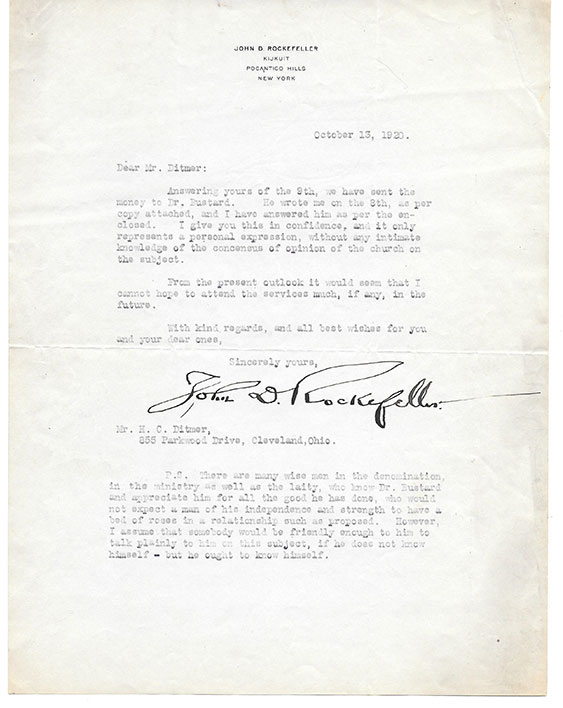 JOHN D. ROCKEFELLER
KIJKUIT
POCANTICO HILLS
NEW YORK
October 13, 1920.
Dear Mr. Ditmer:
Answering yours of the 9th, we have sent the
money to Dr. Bustard. He wrote me on the 8th, as per
copy attached, and I have answered him as per the en-
closed. I give you this in confidence, and it only
represents a personal expression, without any intimate
knowledge of the concensus of opinion of the church on
the subject.
From the present outlook it would seem that I
cannot hope to attend the services much, if any, in the
future.
With kind regards, and all best wishes for you
and your dear ones,
Sincerely yours,
John D. Rockefeller.
Mr. H. C. Ditmer,
855 Parkwood Drive, Cleveland,Ohio.
P.S. There are many wise men in the denomination,
in the ministry as well as the laity, who know Dr. Bustard
and appreciate him for all the good he has done, who would
not expect a man of his independence and strength to have a
bed of roses in a relationship such as proposed. However,
I assume that somebody would be friendly enough to him to
talk plainly to him on this subject, if he does not know
himself - but he ought to know himself.